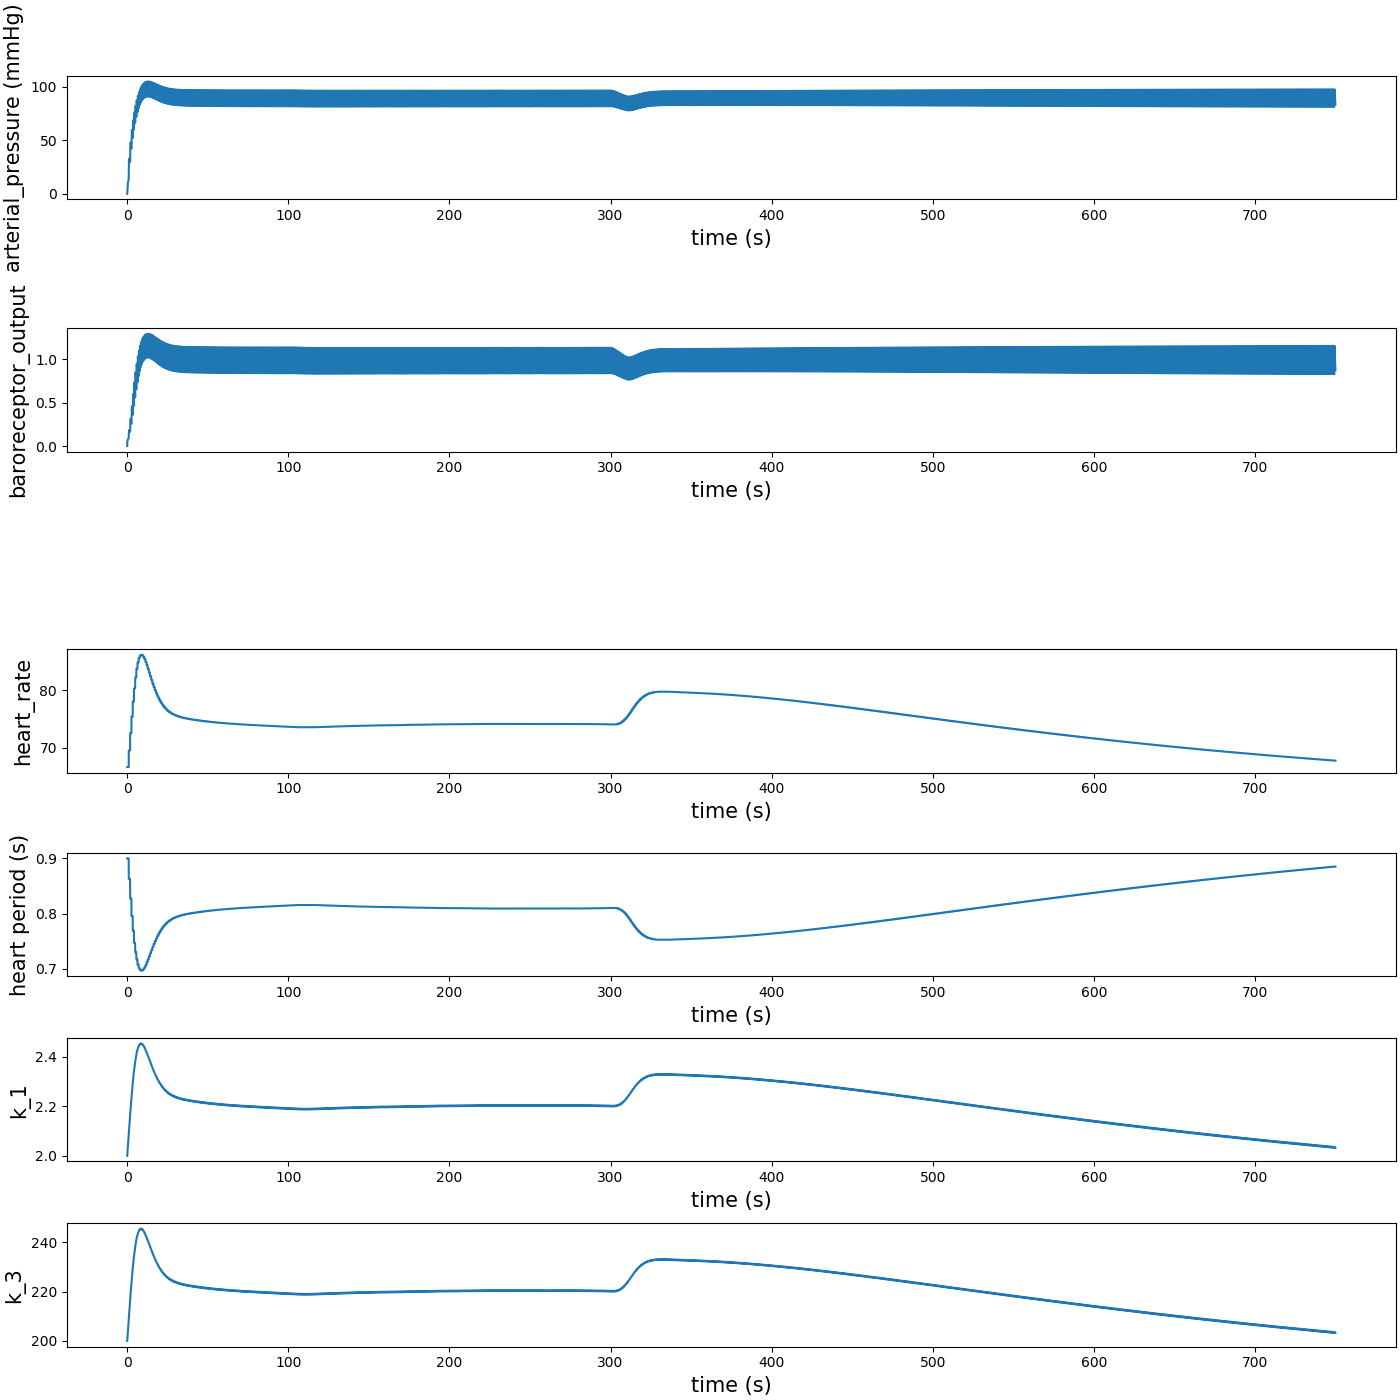 arterial_pressure (mmHg)
100
50
0
0 100 200 300 400 500 600 700
time (s)
baroreceptor_output
1.0
0.5
0.0
0 100 200 300 400 500 600 700
time (s)
heart_rate
80
70
0 100 200 300 400 500 600 700
time (s)
heart period (s)
0.9
0.8
0.7
0 100 200 300 400 500 600 700
time (s)
k_1
2.4
2.2
2.0
0 100 200 300 400 500 600 700
time (s)
k_3
240
220
200
0 100 200 300 400 500 600 700
time (s)